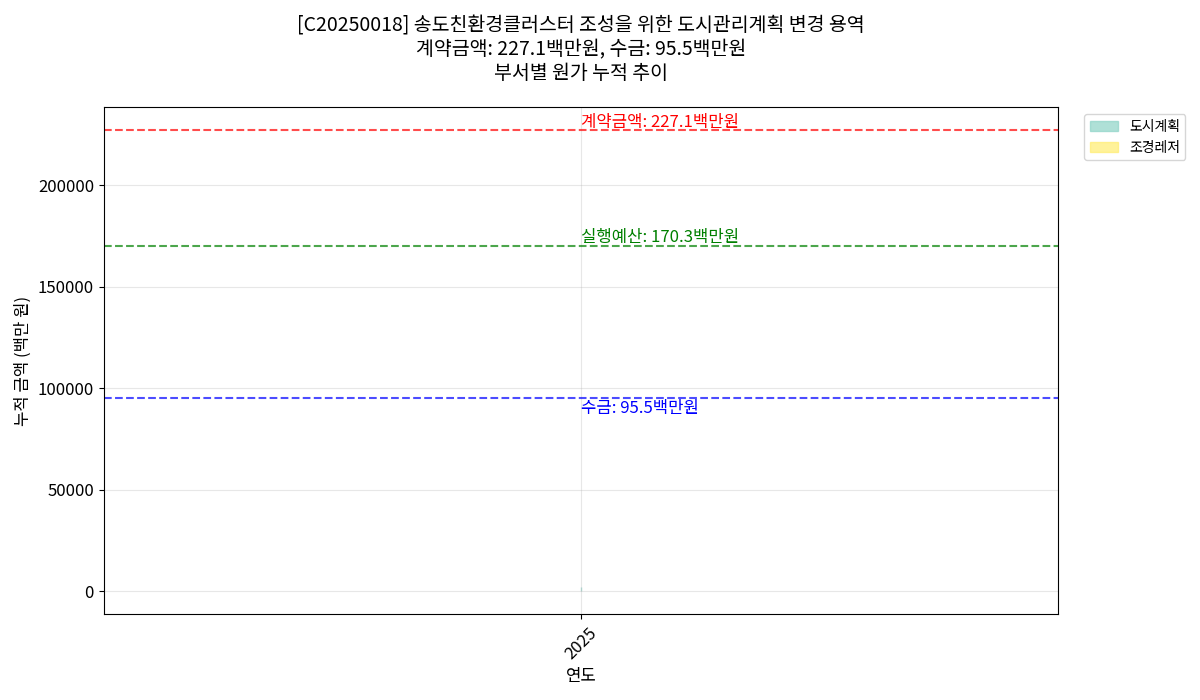 [C20250018] 송도친환경클러스터 조성을 위한 도시관리계획 변경 용역
계약금액: 227.1백만원, 수금: 95.5백만원
부서별 원가 누적 추이
계약금액: 227.1백만원
도시계획
조경레저
200000
실행예산: 170.3백만원
150000
100000
수금: 95.5백만원
50000
0
누적 금액 (백만 원)
2025
연도